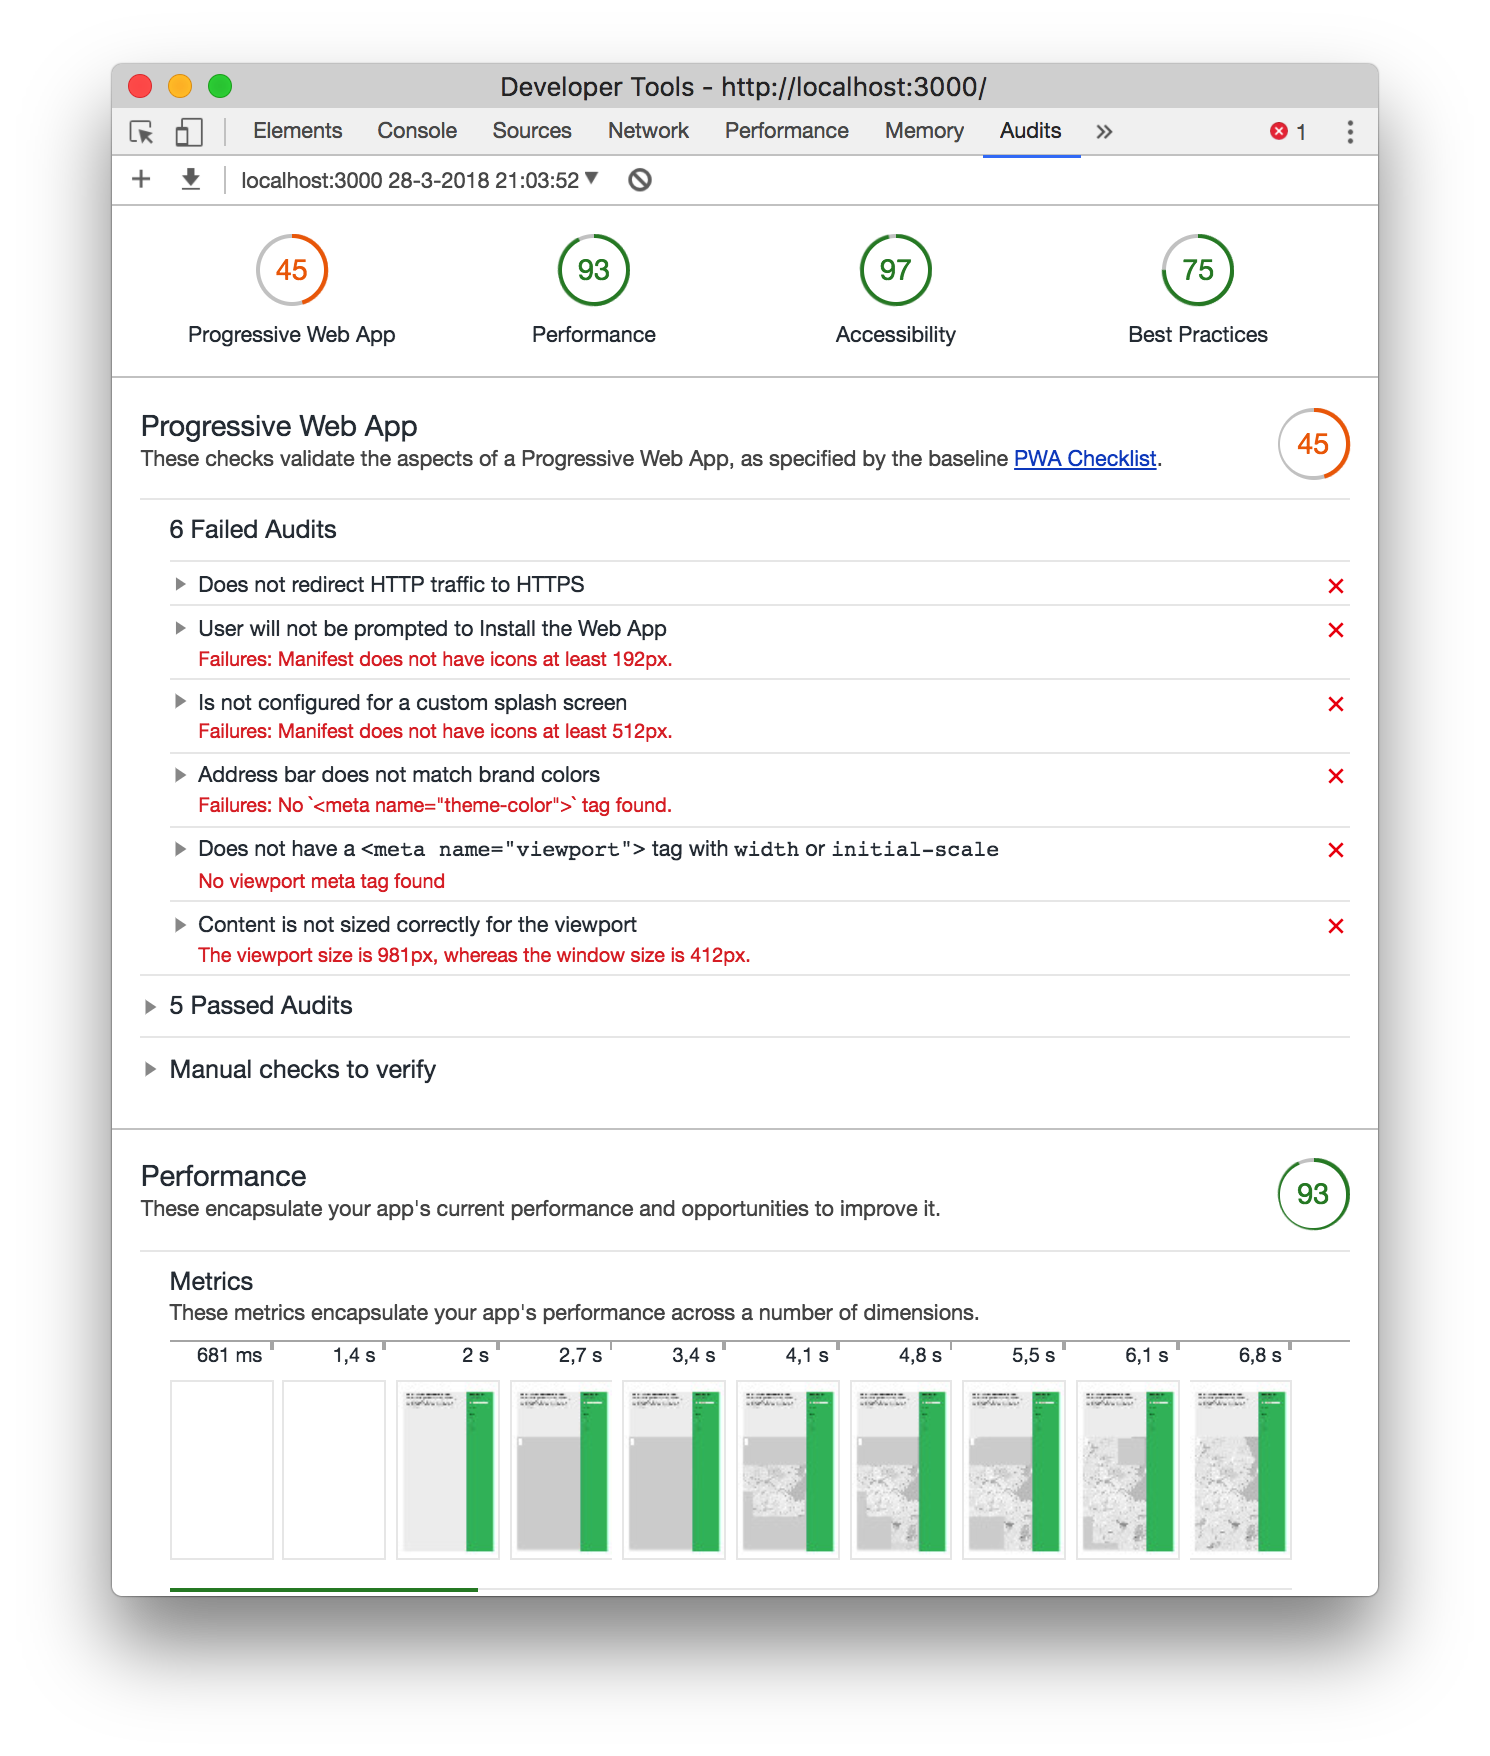 Developer Tools - http://localhost:3000/
Elements Console Sources Network Performance Memory Audits » 1
localhost:3000 28-3-2018 21:03:52
45 93 97 75
Progressive Web App Performance Accessibility Best Practices
Progressive Web App
45
These checks validate the aspects of a Progressive Web App, as specified by the baseline PWA Checklist.
6 Failed Audits
Does not redirect HTTP traffic to HTTPS
User will not be prompted to Install the Web App
Failures: Manifest does not have icons at least 192px.
Is not configured for a custom splash screen
Failures: Manifest does not have icons at least 512px.
Address bar does not match brand colors
Failures: No `<meta name="theme-color">` tag found.
Does not have a <meta name="viewport"> tag with width or initial-scale
No viewport meta tag found
Content is not sized correctly for the viewport
The viewport size is 981px, whereas the window size is 412px.
5 Passed Audits
Manual checks to verify
Performance
93
These encapsulate your app's current performance and opportunities to improve it.
Metrics
These metrics encapsulate your app's performance across a number of dimensions.
681 ms 1,4 s 2 s 2,7 s 3,4 s 4,1 s 4,8 s 5,5 s 6,1 s 6,8 s